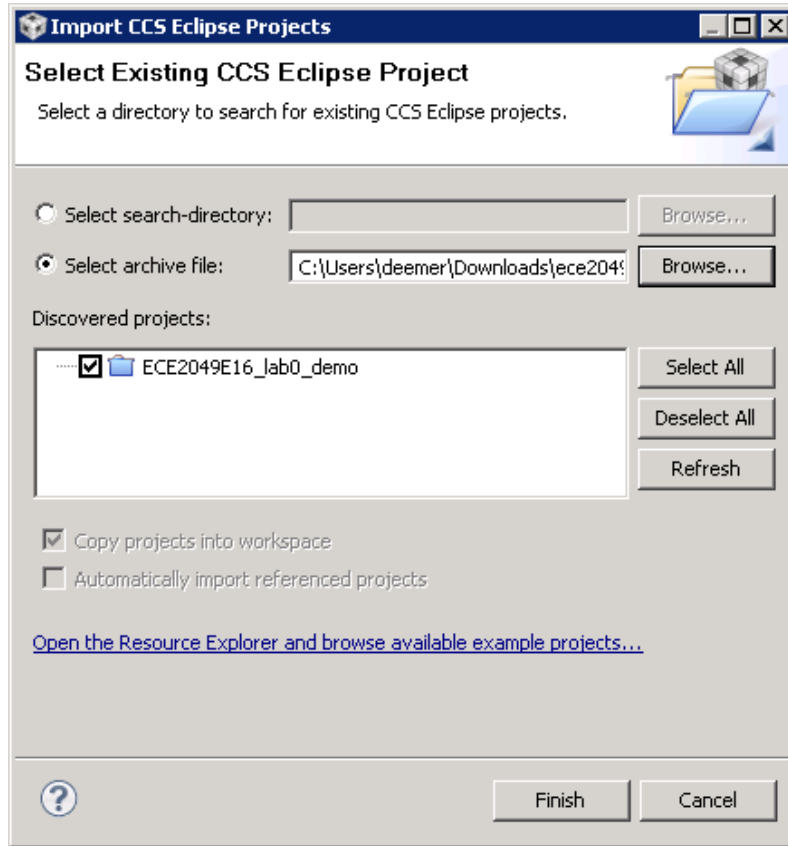 Import CCS Eclipse Projects
Select Existing CCS Eclipse Project
Select a directory to search for existing CCS Eclipse projects.
Select search-directory: Browse...
Select archive file: C:\Users\deemer\Downloads\ece2049 Browse...
Discovered projects:
ECE2049E16_lab0_demo
Select All
Deselect All
Refresh
Copy projects into workspace
Automatically import referenced projects
Open the Resource Explorer and browse available example projects...
? Finish Cancel